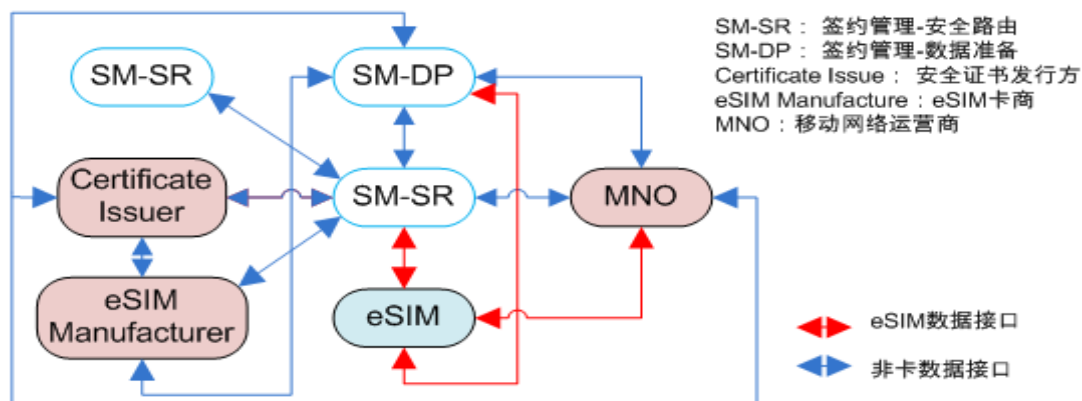 SM-SR： 签约管理-安全路由
SM-DP： 签约管理-数据准备
Certificate Issue： 安全证书发行方
eSIM Manufacture：eSIM卡商
MNO：移动网络运营商
SM-SR
SM-DP
Certificate
Issuer
SM-SR
MNO
eSIM
Manufacturer
eSIM
eSIM数据接口
非卡数据接口